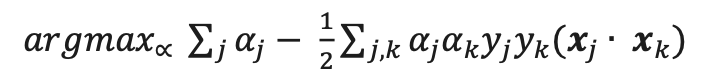 argmax∝ ∑j αj − 1/2 ∑j,k αjαkyjyk(xj · xk)